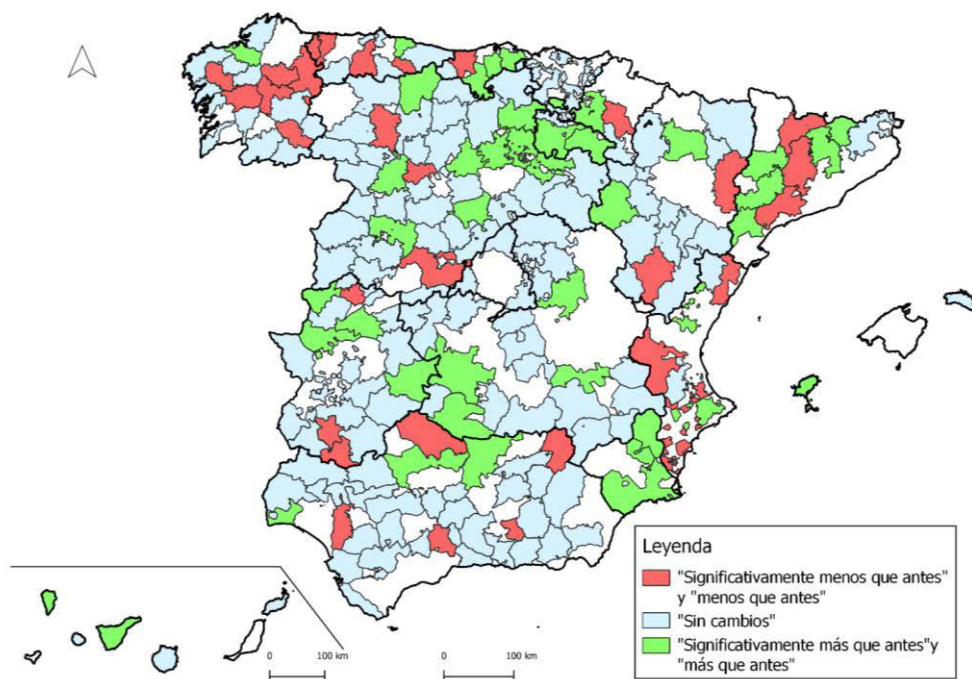 Leyenda
"Significativamente menos que antes"
y "menos que antes"
"Sin cambios"
"Significativamente más que antes"y
"más que antes"
0 100 km
0 100 km